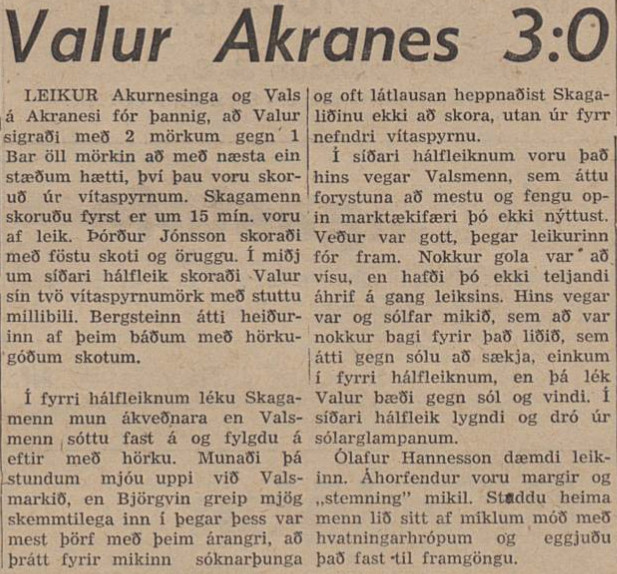 Valur Akranes 3:0
LEIKUR Akurnesinga og Vals
á Akranesi fór þannig, að Valur
sigraði með 2 mörkum gegn 1
Bar öll mörkin að með næsta ein
stæðum hætti, því þau voru skor-
uð úr vítaspyrnum. Skagamenn
skoruðu fyrst er um 15 mín. voru
af leik. Þórður Jónsson skoraði
með föstu skoti og öruggu. Í miðj
um síðari hálfleik skoraði Valur
sín tvö vítaspyrnumörk með stuttu
millibili. Bergsteinn átti heiður-
inn af þeim báðum með hörku-
góðum skotum.
Í fyrri hálfleiknum léku Skaga-
menn mun ákveðnara en Vals-
menn sóttu fast á og fylgdu á
eftir með hörku. Munaði þá
stundum mjóu uppi við Vals-
markið, en Björgvin greip mjög
skemmtilega inn í þegar þess var
mest þörf með þeim árangri, að
þrátt fyrir mikinn sóknarþunga
og oft látlausan heppnaðist Skaga-
liðinu ekki að skora, utan úr fyrr
nefndri vítaspyrnu.
Í síðari hálfleiknum voru það
hins vegar Valsmenn, sem áttu
forystuna að mestu og fengu op-
in marktækifæri þó ekki nýttust.
Veður var gott, þegar leikurinn
fór fram. Nokkur gola var að
vísu, en hafði þó ekki teljandi
áhrif á gang leiksins. Hins vegar
var og sólfar mikið, sem að var
nokkur bagi fyrir það liðið, sem
átti gegn sólu að sækja, einkum
í fyrri hálfleiknum, en þá lék
Valur bæði gegn sól og vindi. Í
síðari hálfleik lygndi og dró úr
sólarglampanum.
Ólafur Hannesson dæmdi leik-
inn. Áhorfendur voru margir og
„stemning” mikil. Studdu heima
menn lið sitt af míklum móð með
hvatningarhrópum og eggjuðu
það fast til framgöngu.